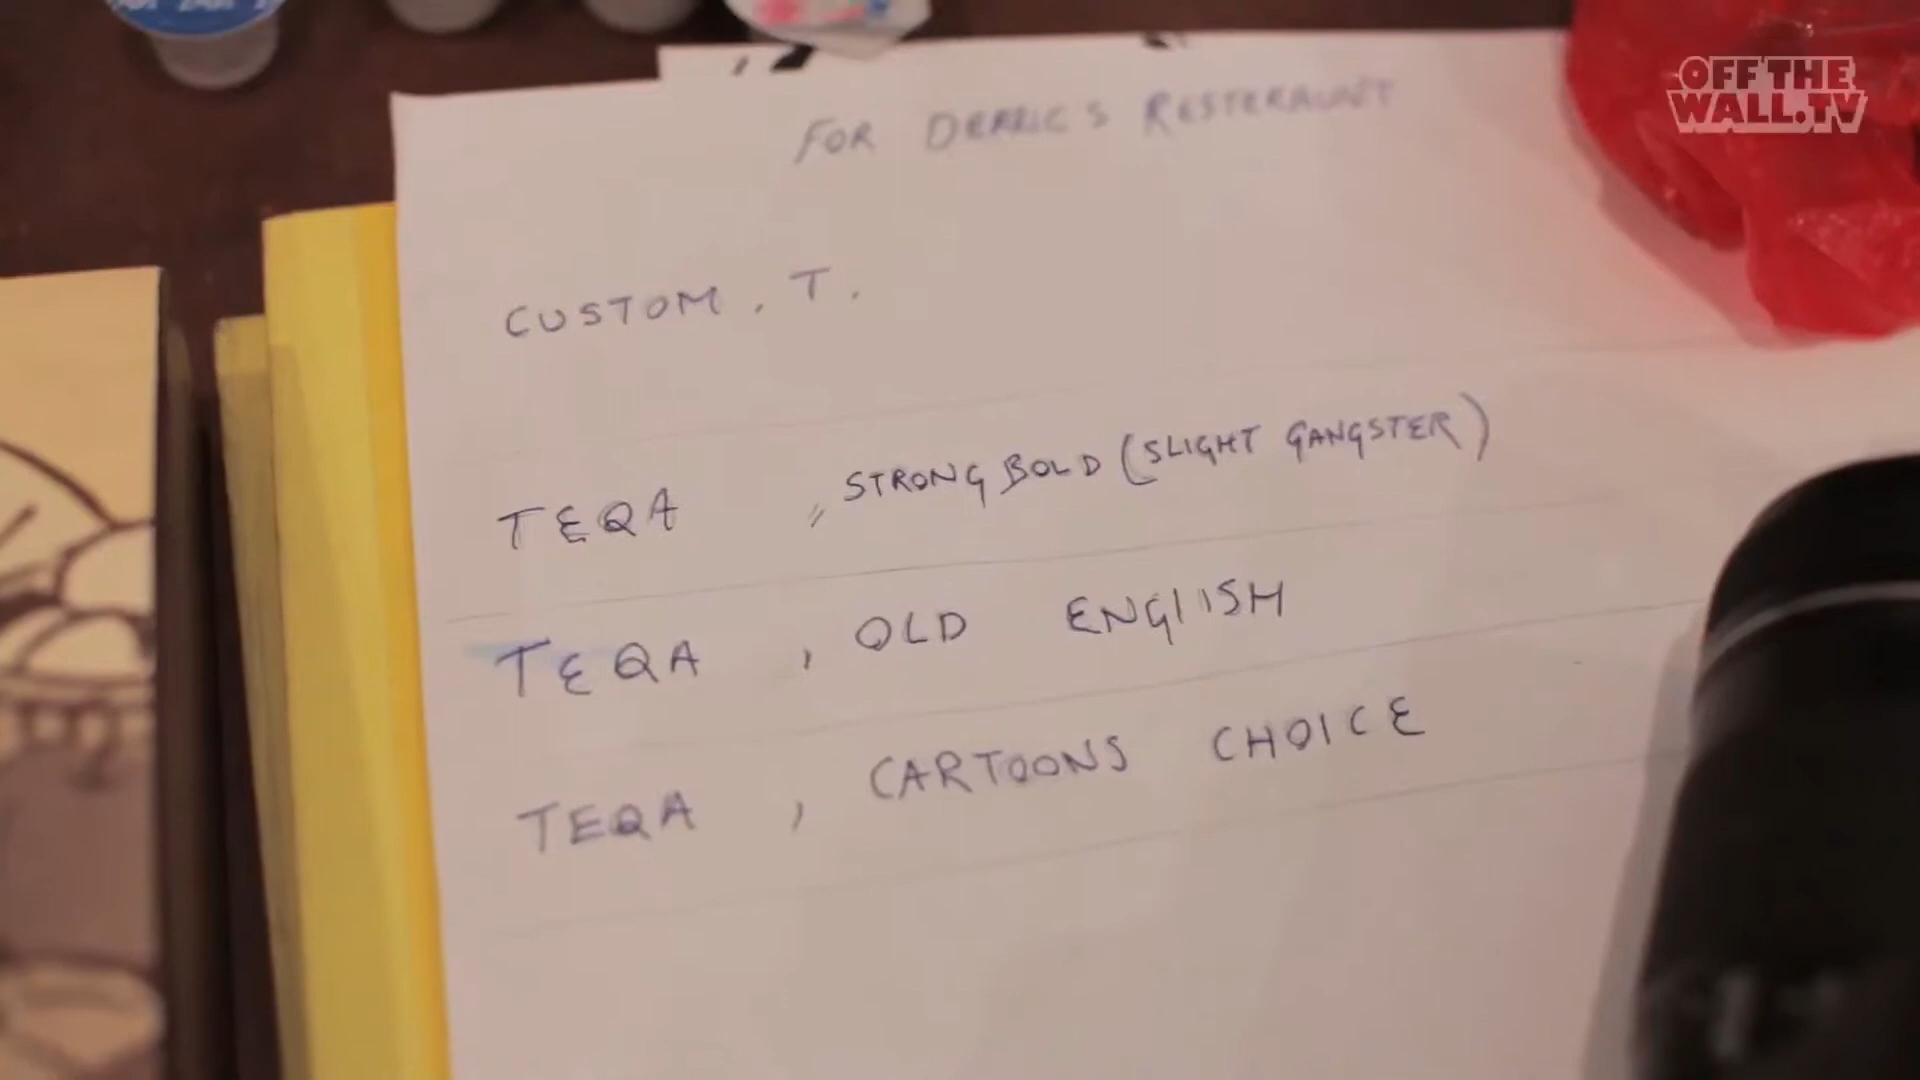 OFF THE
WALL.TV
FOR DERRIC'S RESTERAUNT
CUSTOM . T .
TEQA , STRONG BOLD (SLIGHT GANGSTER)
TEQA , OLD ENGLISH
TEQA , CARTOONS CHOICE